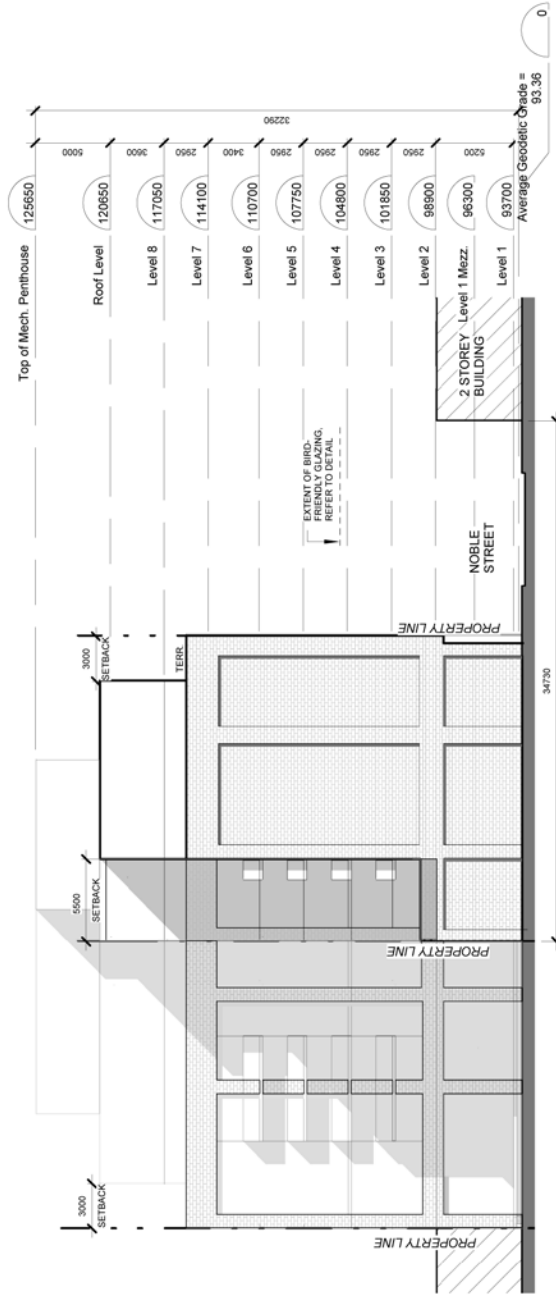 Top of Mech. Penthouse
125650
Roof Level
120650
Level 8
117050
Level 7
114100
Level 6
110700
Level 5
107750
Level 4
104800
Level 3
101850
Level 2
98900
Level 1 Mezz.
96300
Level 1
93700
Average Geodetic Grade =
93.36
0
5000
3600
2950
3400
2950
2950
2950
2950
5200
32290
3000
SETBACK
5500
SETBACK
3000
SETBACK
TERR.
EXTENT OF BIRD-
FRIENDLY GLAZING,
REFER TO DETAIL
PROPERTY LINE
PROPERTY LINE
PROPERTY LINE
NOBLE
STREET
2 STOREY
BUILDING
34730